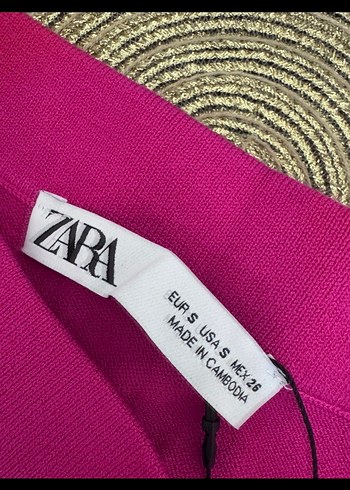 ZARA
EUR S USA S MEX 26
MADE IN CAMBODIA